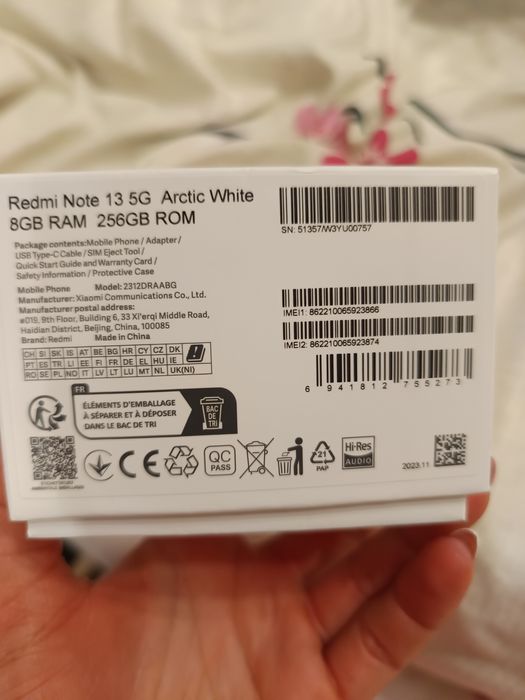 Redmi Note 13 5G Arctic White
8GB RAM 256GB ROM
Package contents:Mobile Phone / Adapter /
USB Type-C Cable / SIM Eject Tool /
Quick Start Guide and Warranty Card /
Safety Information / Protective Case
Mobile Phone Model: 2312DRAABG
Manufacturer: Xiaomi Communications Co., Ltd.
Manufacturer postal address:
#019, 9th Floor, Building 6, 33 Xi'erqi Middle Road,
Haidian District, Beijing, China, 100085
Brand: Redmi Made in China
CH SI SK IS AT BE BG HR CY CZ DK
PT ES TR LI EE FI FR DE EL HU IE
RO SE PL NO IT LV LT LU MT NL UK(NI)
SN: 51357/W3YU00757
IMEI1: 862210065923866
IMEI2: 862210065923874
6 941812 755273
FR
ÉLÉMENTS D'EMBALLAGE
À SÉPARER ET À DÉPOSER
DANS LE BAC DE TRI
BAC
DE
TRI
CE
QC
PASS
21
PAP
Hi-Res
AUDIO
2023.11